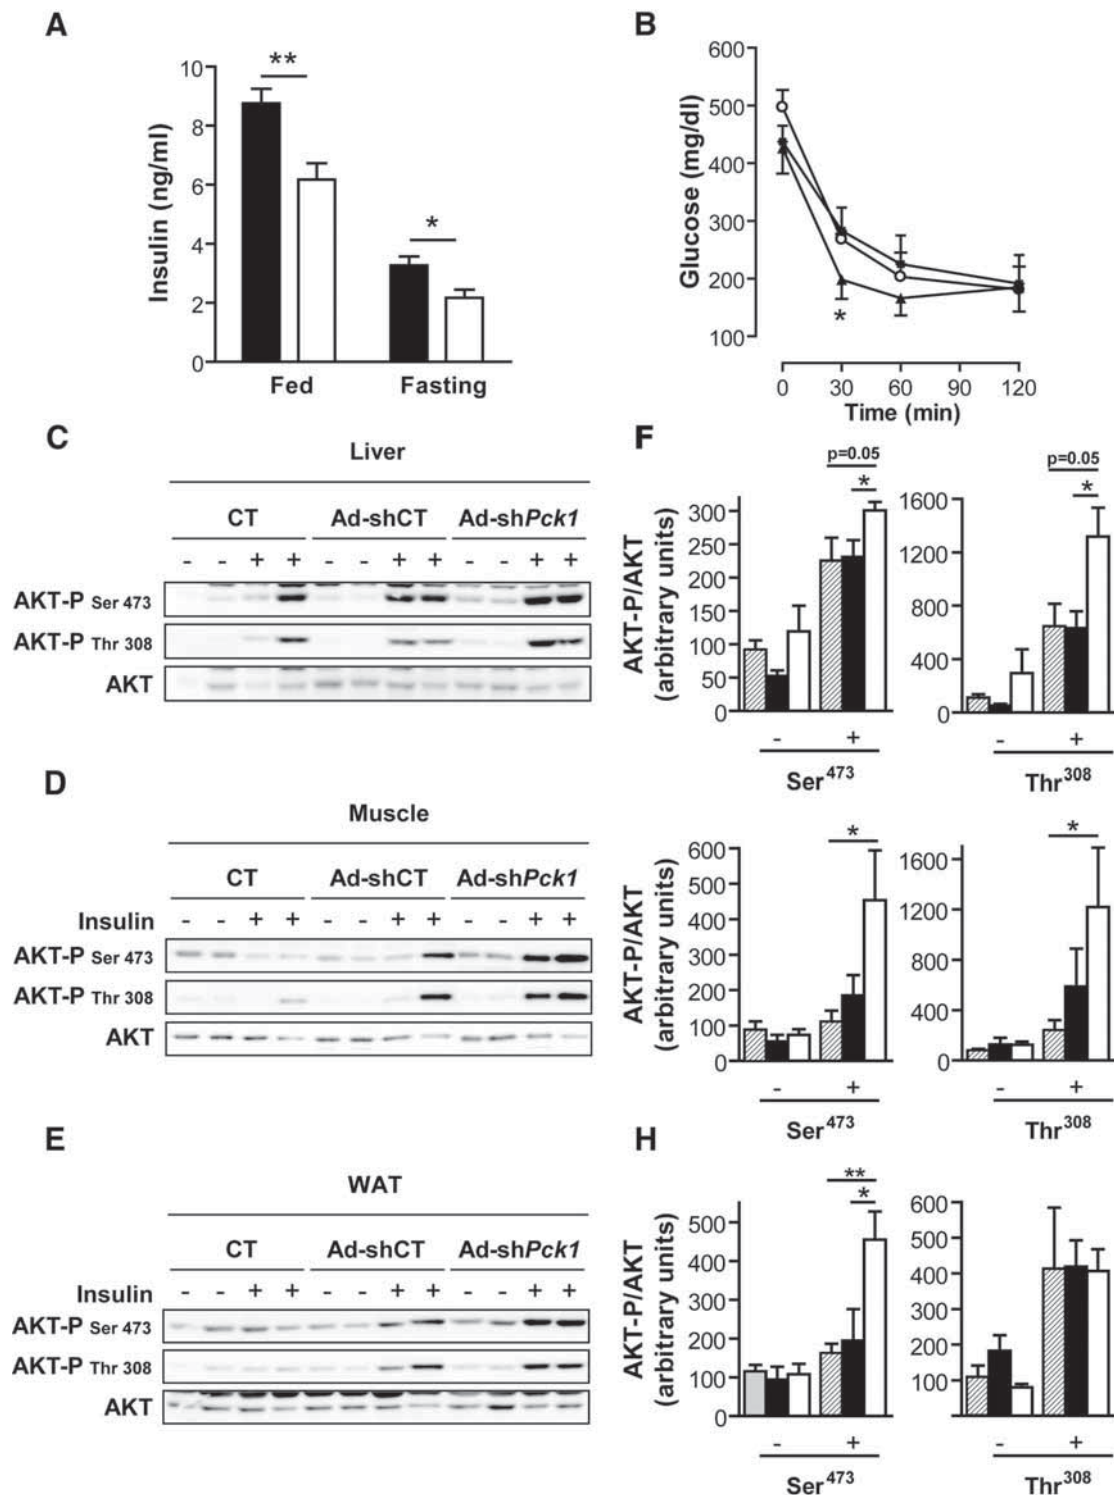 A
B
**
*
10
8
6
4
2
0
Insulin (ng/ml)
Fed
Fasting
600
500
400
300
200
100
Glucose (mg/dl)
*
0
30
60
90
120
Time (min)
C
Liver
CT
Ad-shCT
Ad-shPck1
- - + + - - + + - - + +
AKT-P Ser 473
AKT-P Thr 308
AKT
F
p=0.05
*
300
250
200
150
100
50
0
AKT-P/AKT
(arbitrary units)
-
+
Ser473
p=0.05
*
1600
1200
800
400
0
-
+
Thr308
D
Muscle
CT
Ad-shCT
Ad-shPck1
Insulin - - + + - - + + - - + +
AKT-P Ser 473
AKT-P Thr 308
AKT
*
600
500
400
300
200
100
0
AKT-P/AKT
(arbitrary units)
-
+
Ser473
*
1600
1200
800
400
0
-
+
Thr308
E
WAT
CT
Ad-shCT
Ad-shPck1
Insulin - - + + - - + + - - + +
AKT-P Ser 473
AKT-P Thr 308
AKT
H
**
*
500
400
300
200
100
0
AKT-P/AKT
(arbitrary units)
-
+
Ser473
600
500
400
300
200
100
-
+
Thr308